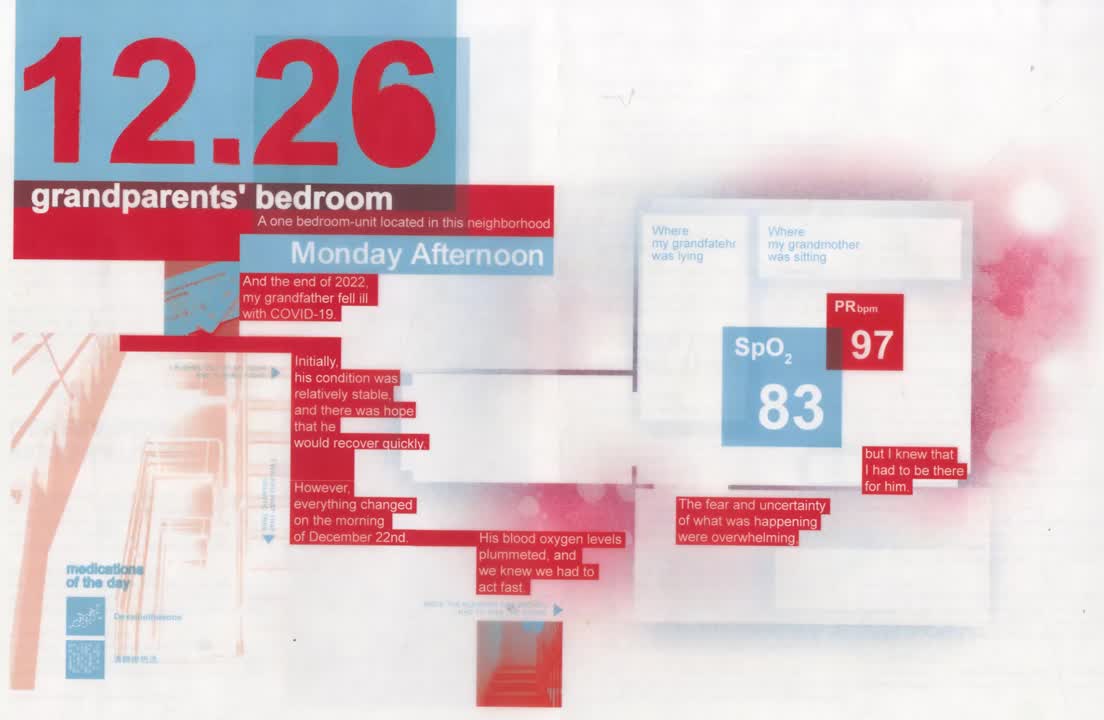 12.26
grandparents' bedroom
A one bedroom-unit located in this neighborhood
Monday Afternoon
And the end of 2022,
my grandfather fell ill
with COVID-19.
Initially,
his condition was
relatively stable,
and there was hope
that he
would recover quickly.
However,
everything changed
on the morning
of December 22nd.
His blood oxygen levels
plummeted, and
we knew we had to
act fast.
The fear and uncertainty
of what was happening
were overwhelming.
but I knew that
I had to be there
for him.
Where
my grandfatehr
was lying
Where
my grandmother
was sitting
PRbpm
97
SpO2
83
medications
of the day